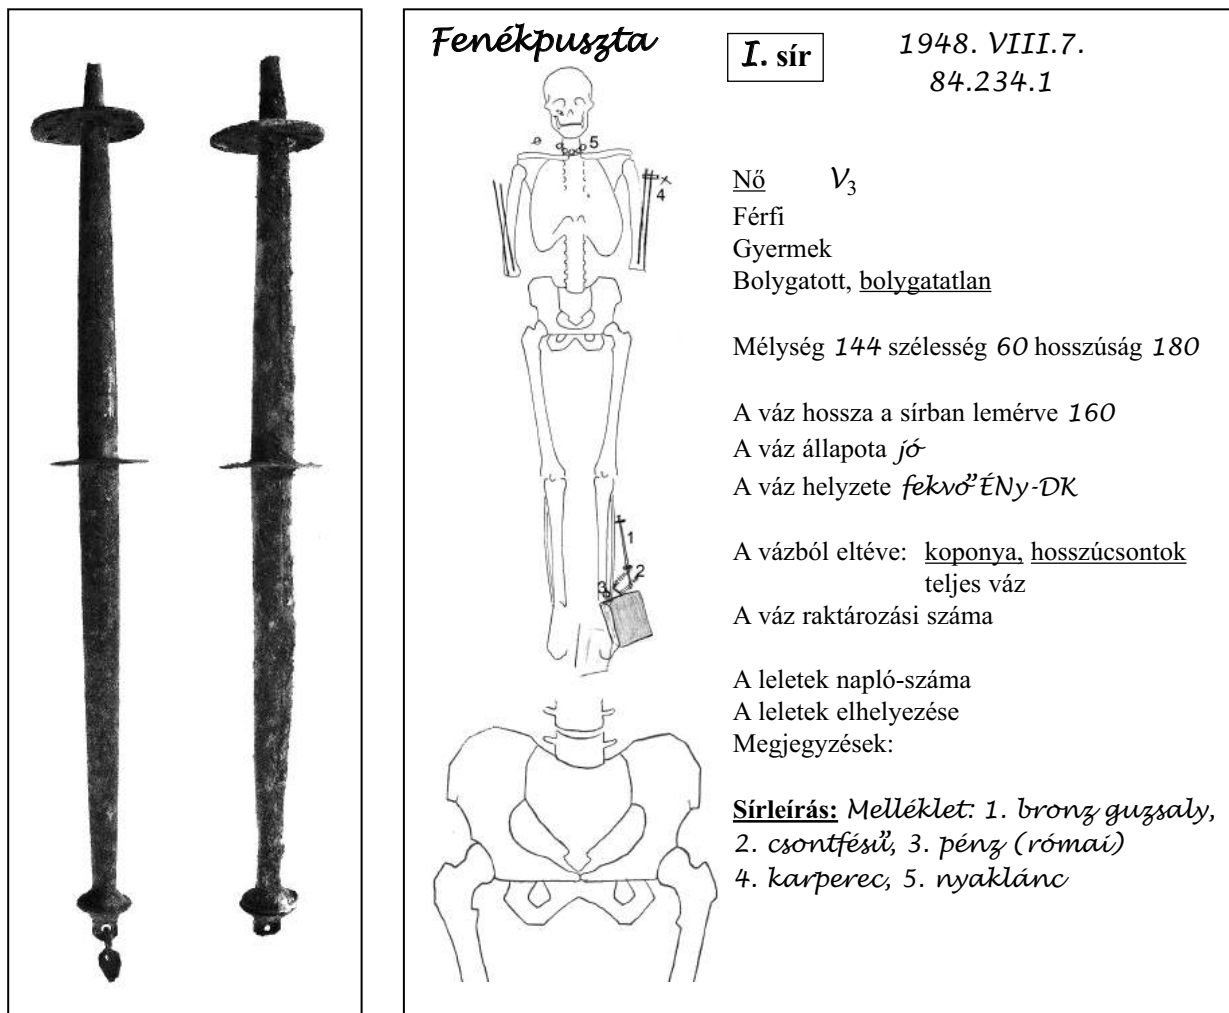 Fenékpuszta
I. sír
1948. VIII.7.
84.234.1
5
4
1
2
3
Nő V3
Férfi
Gyermek
Bolygatott, bolygatatlan
Mélység 144 szélesség 60 hosszúság 180
A váz hossza a sírban lemérve 160
A váz állapota jó
A váz helyzete fekvő ÉNy-DK
A vázból eltéve: koponya, hosszúcsontok
teljes váz
A váz raktározási száma
A leletek napló-száma
A leletek elhelyezése
Megjegyzések:
Sírleírás: Melléklet: 1. bronz guzsaly,
2. csontfésű, 3. pénz (római)
4. karperec, 5. nyaklánc